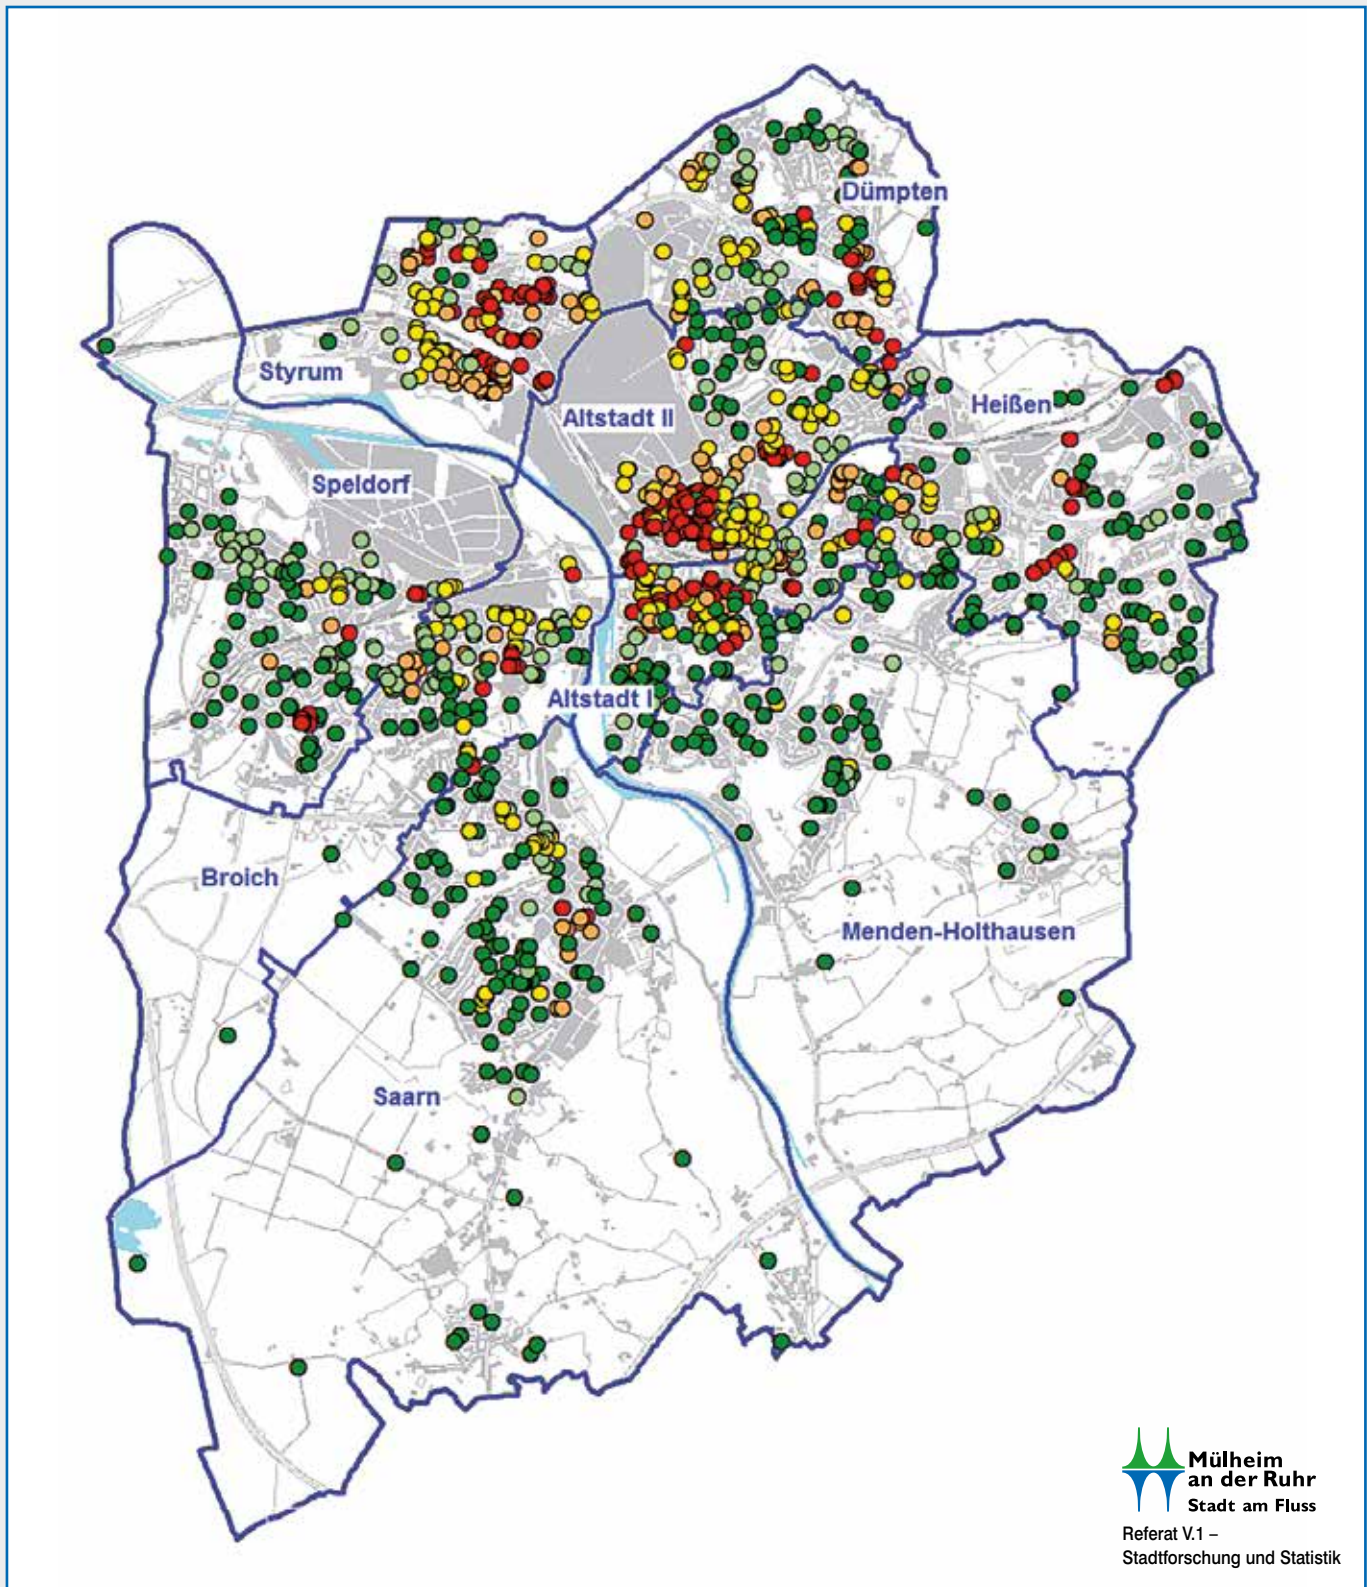 Dümpten
Styrum
Altstadt II
Heißen
Speldorf
Altstadt I
Broich
Menden-Holthausen
Saarn
Mülheim
an der Ruhr
Stadt am Fluss
Referat V.1 –
Stadtforschung und Statistik